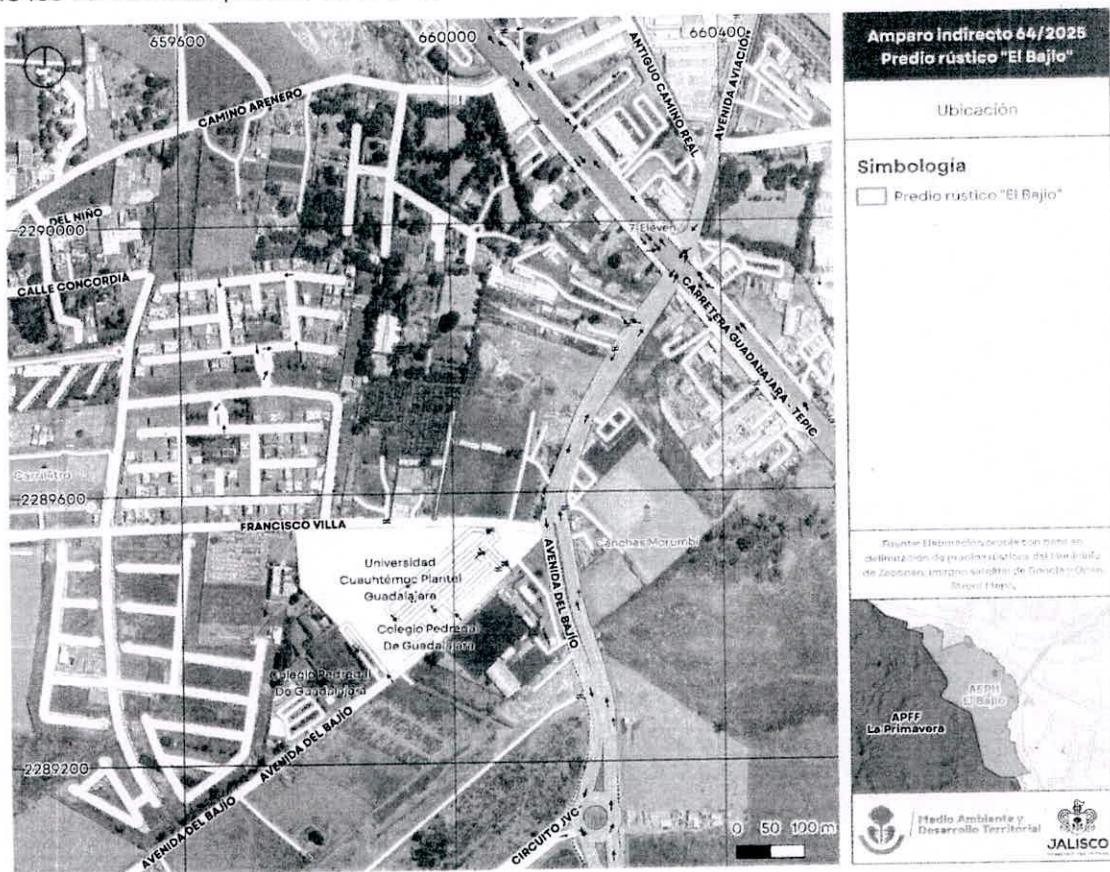 659600
660000
660400
ANTIGUO CAMINO REAL
AVENIDA AVIACIÓN
CAMINO ARENERO
DEL NIÑO
2290000
7-Eleven
CALLE CONCORDIA
CARRETERA GUADALAJARA - TEPIC
2289600
FRANCISCO VILLA
Canchas Morumbi
Universidad
Cuauhtémoc Plantel
Guadalajara
AVENIDA DEL BAJÍO
Colegio Pedregal
De Guadalajara
Colegio Pedregal
De Guadalajara
AVENIDA DEL BAJÍO
2289200
AVENIDA DEL BAJÍO
CIRCUITO JVC
0 50 100 m
Amparo indirecto 64/2025
Predio rústico "El Bajío"
Ubicación
Simbología
Predio rústico "El Bajío"
APFF
La Primavera
AEPH
El Bajío
Medio Ambiente y
Desarrollo Territorial
JALISCO